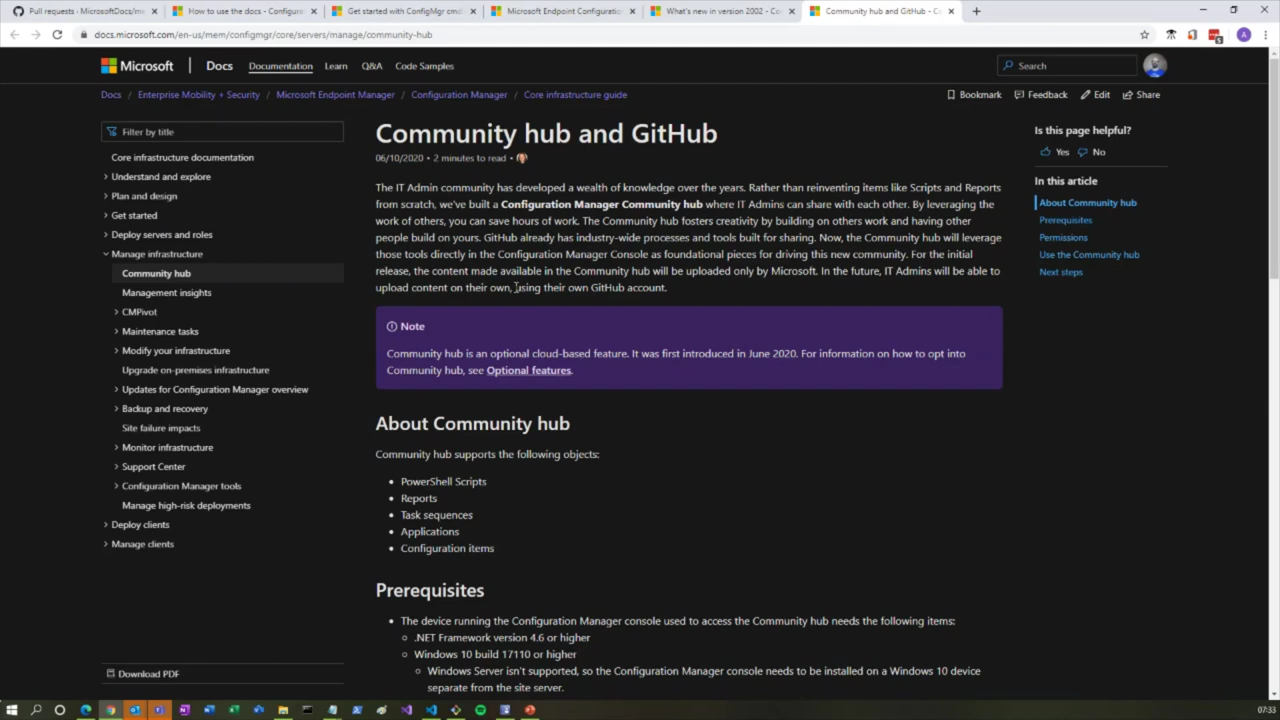 Pull requests · MicrosoftDocs/me
How to use the docs - Configura
Get started with ConfigMgr cmd
Microsoft Endpoint Configuration
What's new in version 2002 - Co
Community hub and GitHub - C
docs.microsoft.com/en-us/mem/configmgr/core/servers/manage/community-hub
A
Microsoft
Docs
Documentation
Learn
Q&A
Code Samples
Search
Docs / Enterprise Mobility + Security / Microsoft Endpoint Manager / Configuration Manager / Core infrastructure guide
Bookmark
Feedback
Edit
Share
Filter by title
Core infrastructure documentation
Understand and explore
Plan and design
Get started
Deploy servers and roles
Manage infrastructure
Community hub
Management insights
CMPivot
Maintenance tasks
Modify your infrastructure
Upgrade on-premises infrastructure
Updates for Configuration Manager overview
Backup and recovery
Site failure impacts
Monitor infrastructure
Support Center
Configuration Manager tools
Manage high-risk deployments
Deploy clients
Manage clients
Download PDF
Community hub and GitHub
06/10/2020 • 2 minutes to read •
The IT Admin community has developed a wealth of knowledge over the years. Rather than reinventing items like Scripts and Reports
from scratch, we've built a Configuration Manager Community hub where IT Admins can share with each other. By leveraging the
work of others, you can save hours of work. The Community hub fosters creativity by building on others work and having other
people build on yours. GitHub already has industry-wide processes and tools built for sharing. Now, the Community hub will leverage
those tools directly in the Configuration Manager Console as foundational pieces for driving this new community. For the initial
release, the content made available in the Community hub will be uploaded only by Microsoft. In the future, IT Admins will be able to
upload content on their own, using their own GitHub account.
Note
Community hub is an optional cloud-based feature. It was first introduced in June 2020. For information on how to opt into
Community hub, see Optional features.
About Community hub
Community hub supports the following objects:
• PowerShell Scripts
• Reports
• Task sequences
• Applications
• Configuration items
Prerequisites
• The device running the Configuration Manager console used to access the Community hub needs the following items:
.NET Framework version 4.6 or higher
Windows 10 build 17110 or higher
Windows Server isn't supported, so the Configuration Manager console needs to be installed on a Windows 10 device
separate from the site server.
Is this page helpful?
Yes
No
In this article
About Community hub
Prerequisites
Permissions
Use the Community hub
Next steps
07:33